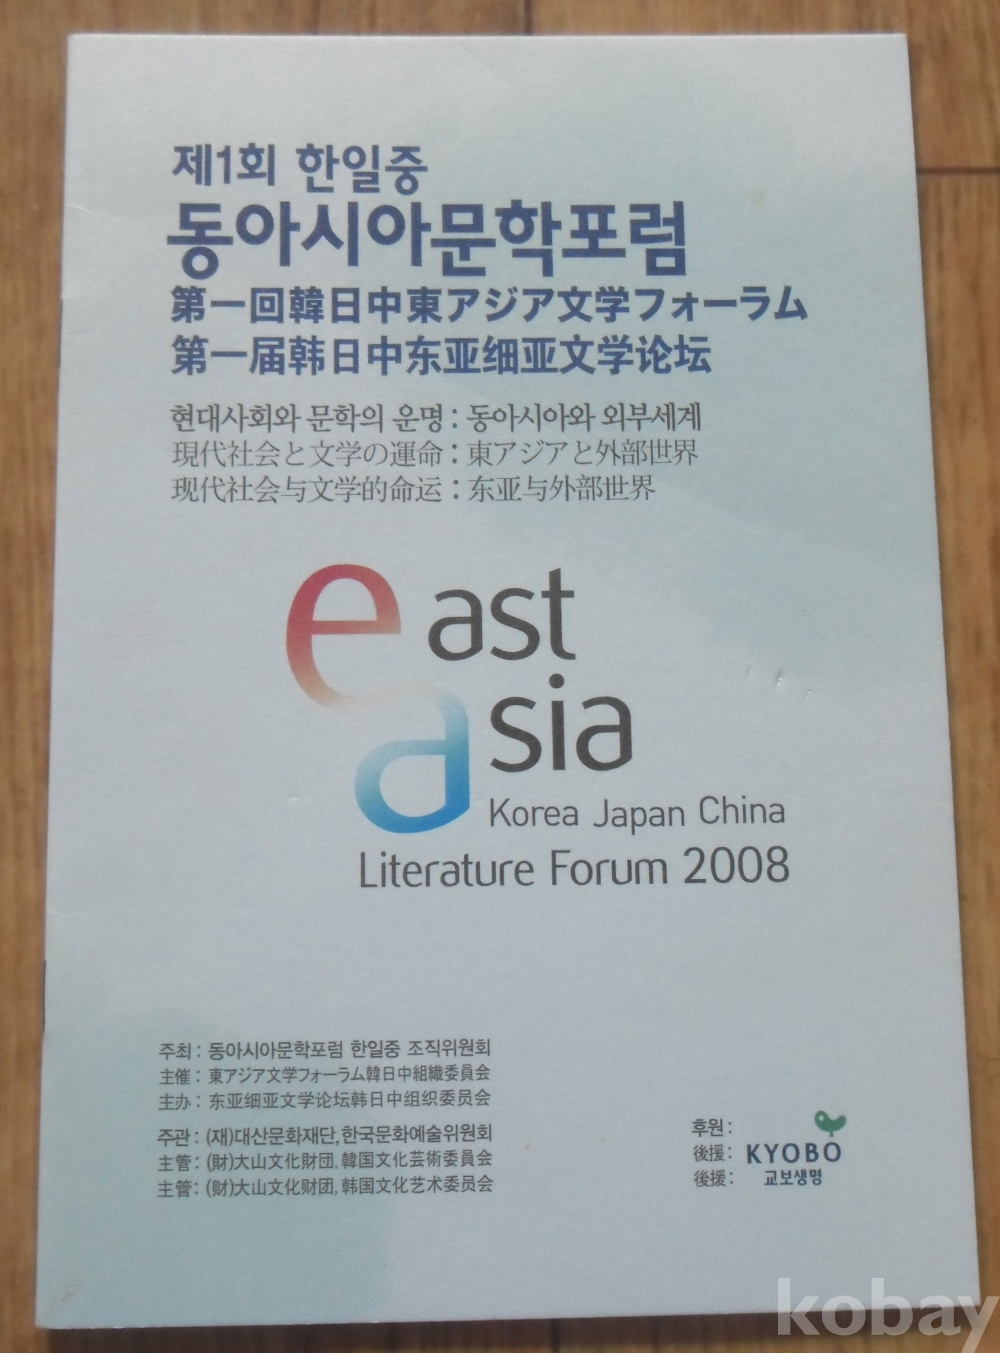 제1회 한일중
동아시아문학포럼
第一回韓日中東アジア文学フォーラム
第一届韩日中东亚细亚文学论坛
현대사회와 문학의 운명 : 동아시아와 외부세계
現代社会と文学の運命 : 東アジアと外部世界
现代社会与文学的命运 : 东亚与外部世界
east
asia
Korea Japan China
Literature Forum 2008
주최 : 동아시아문학포럼 한일중 조직위원회
主催 : 東アジア文学フォーラム韓日中組織委員会
主办 : 东亚细亚文学论坛韩日中组织委员会
주관 : (재)대산문화재단, 한국문화예술위원회
主管 : (財)大山文化財団, 韓国文化芸術委員会
主管 : (财)大山文化财团, 韩国文化艺术委员会
후원 :
後援 :
後援 :
KYOBO
교보생명
kobay